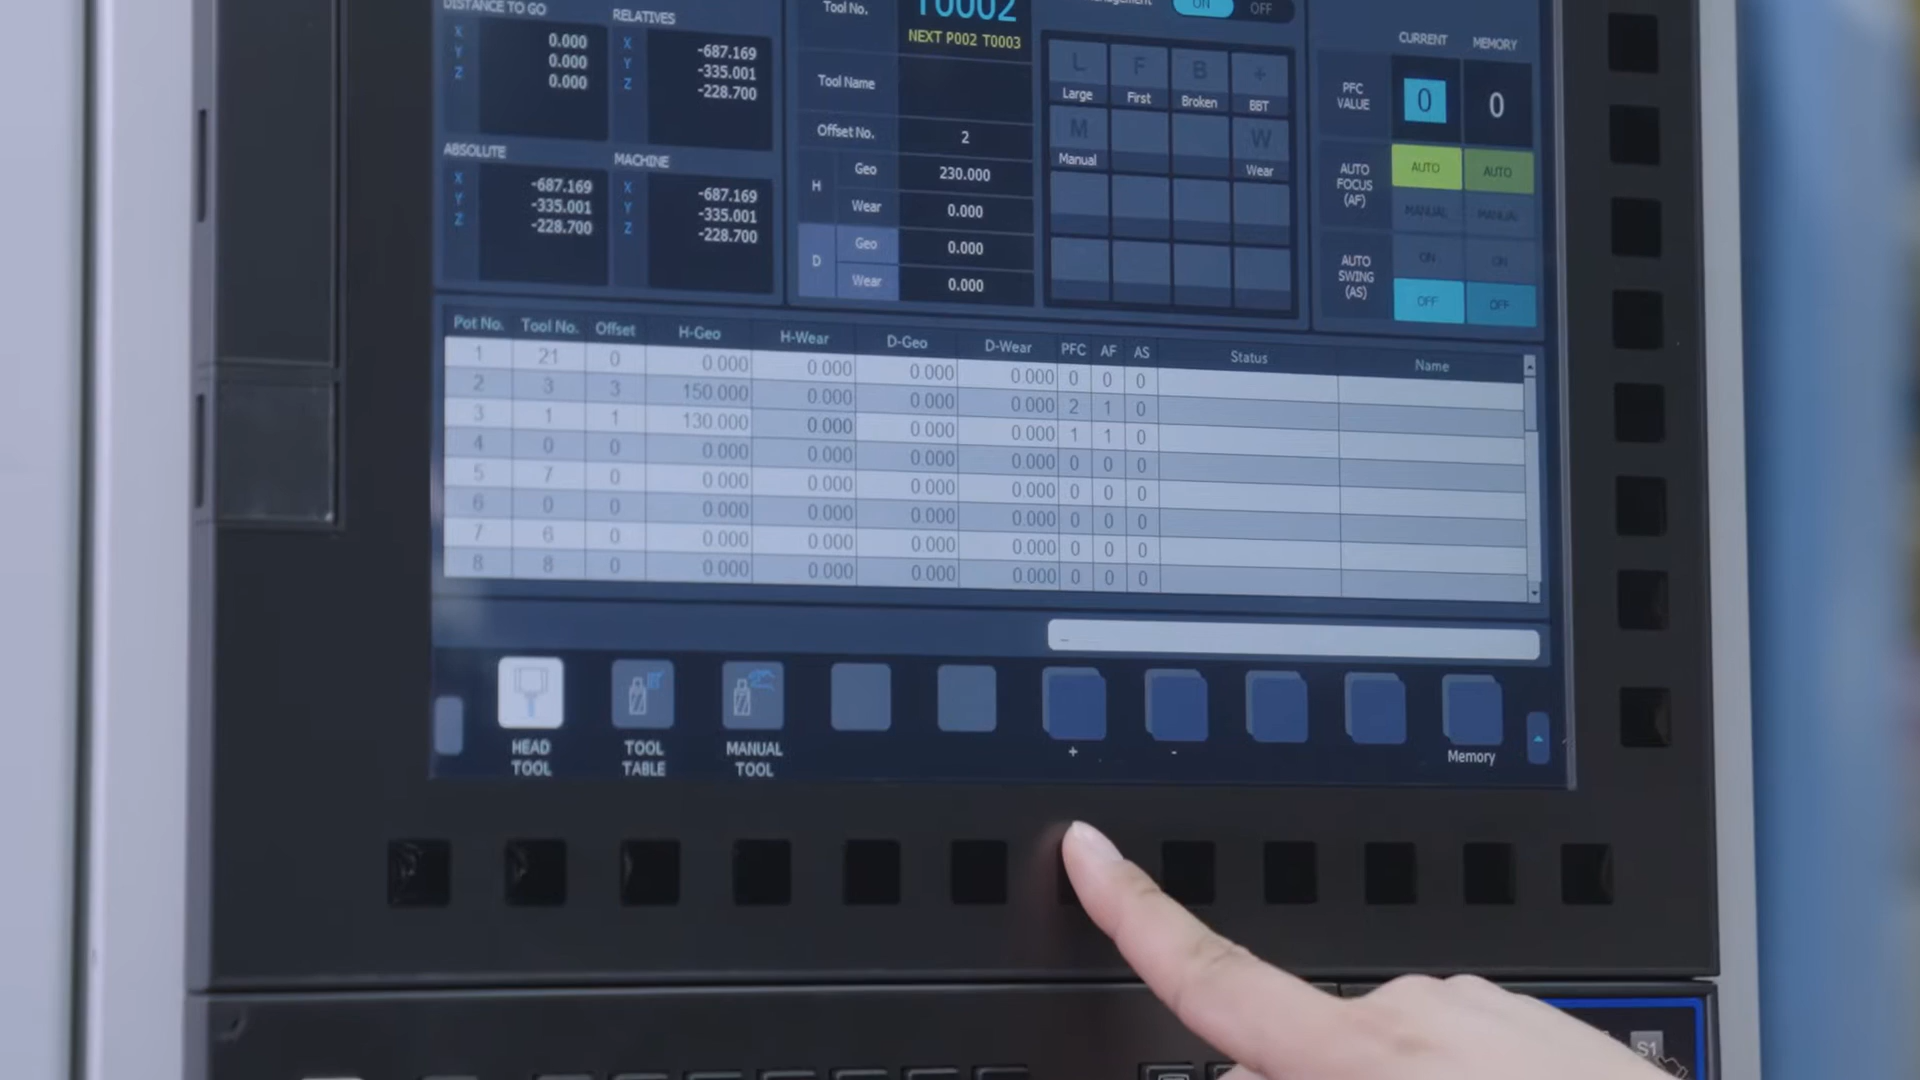 DISTANCE TO GO
X 0.000
Y 0.000
Z 0.000
RELATIVES
X -687.169
Y -335.001
Z -228.700
ABSOLUTE
X -687.169
Y -335.001
Z -228.700
MACHINE
X -687.169
Y -335.001
Z -228.700
Tool No. T0002
NEXT P002 T0003
Tool Name
Offset No. 2
H Geo 230.000
Wear 0.000
D Geo 0.000
Wear 0.000
ON OFF
L F B +
Large First Broken BBT
M W
Manual Wear
CURRENT MEMORY
PFC VALUE 0 0
AUTO FOCUS (AF) AUTO AUTO
MANUAL MANUAL
AUTO SWING (AS) ON ON
OFF OFF
Pot No. Tool No. Offset H-Geo H-Wear D-Geo D-Wear PFC AF AS Status Name
1 21 0 0.000 0.000 0.000 0.000 0 0 0
2 3 3 150.000 0.000 0.000 0.000 2 1 0
3 1 1 130.000 0.000 0.000 0.000 1 1 0
4 0 0 0.000 0.000 0.000 0.000 0 0 0
5 7 0 0.000 0.000 0.000 0.000 0 0 0
6 0 0 0.000 0.000 0.000 0.000 0 0 0
7 6 0 0.000 0.000 0.000 0.000 0 0 0
8 8 0 0.000 0.000 0.000 0.000 0 0 0
_
HEAD TOOL
TOOL TABLE
MANUAL TOOL
+
-
Memory
S1